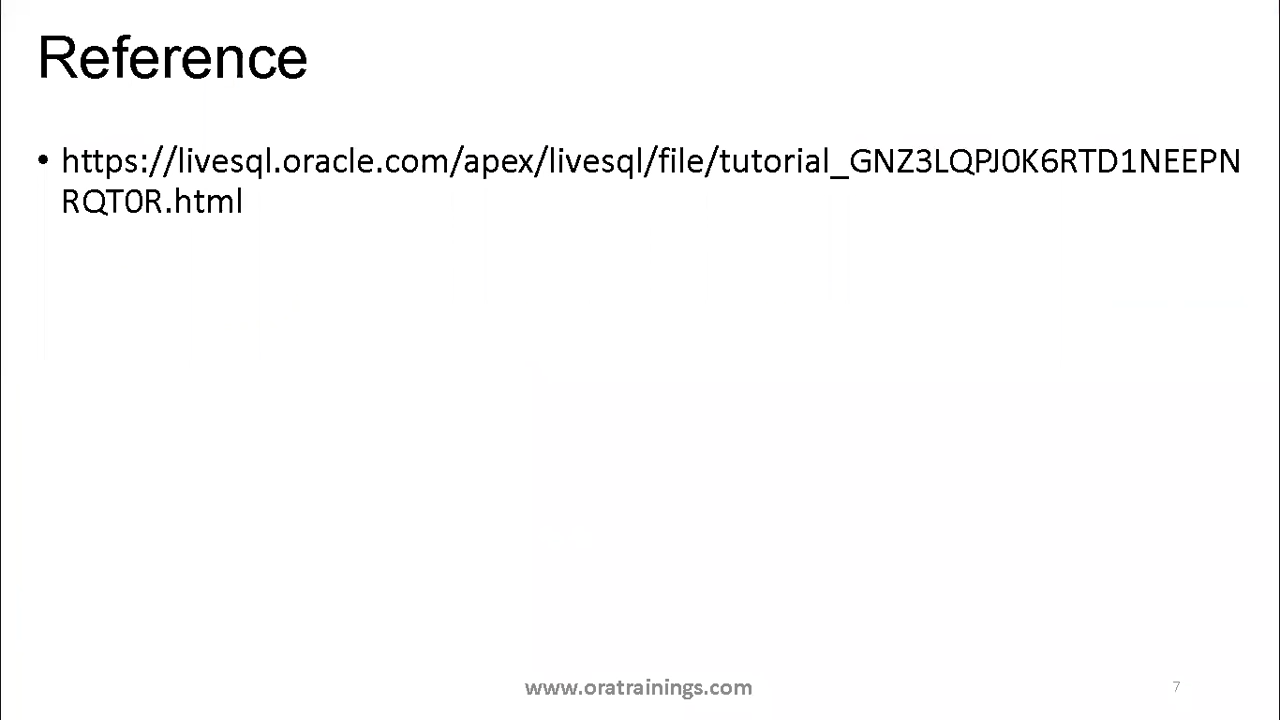 Reference
• https://livesql.oracle.com/apex/livesql/file/tutorial_GNZ3LQPJ0K6RTD1NEEPN
RQT0R.html
www.oratrainings.com
7